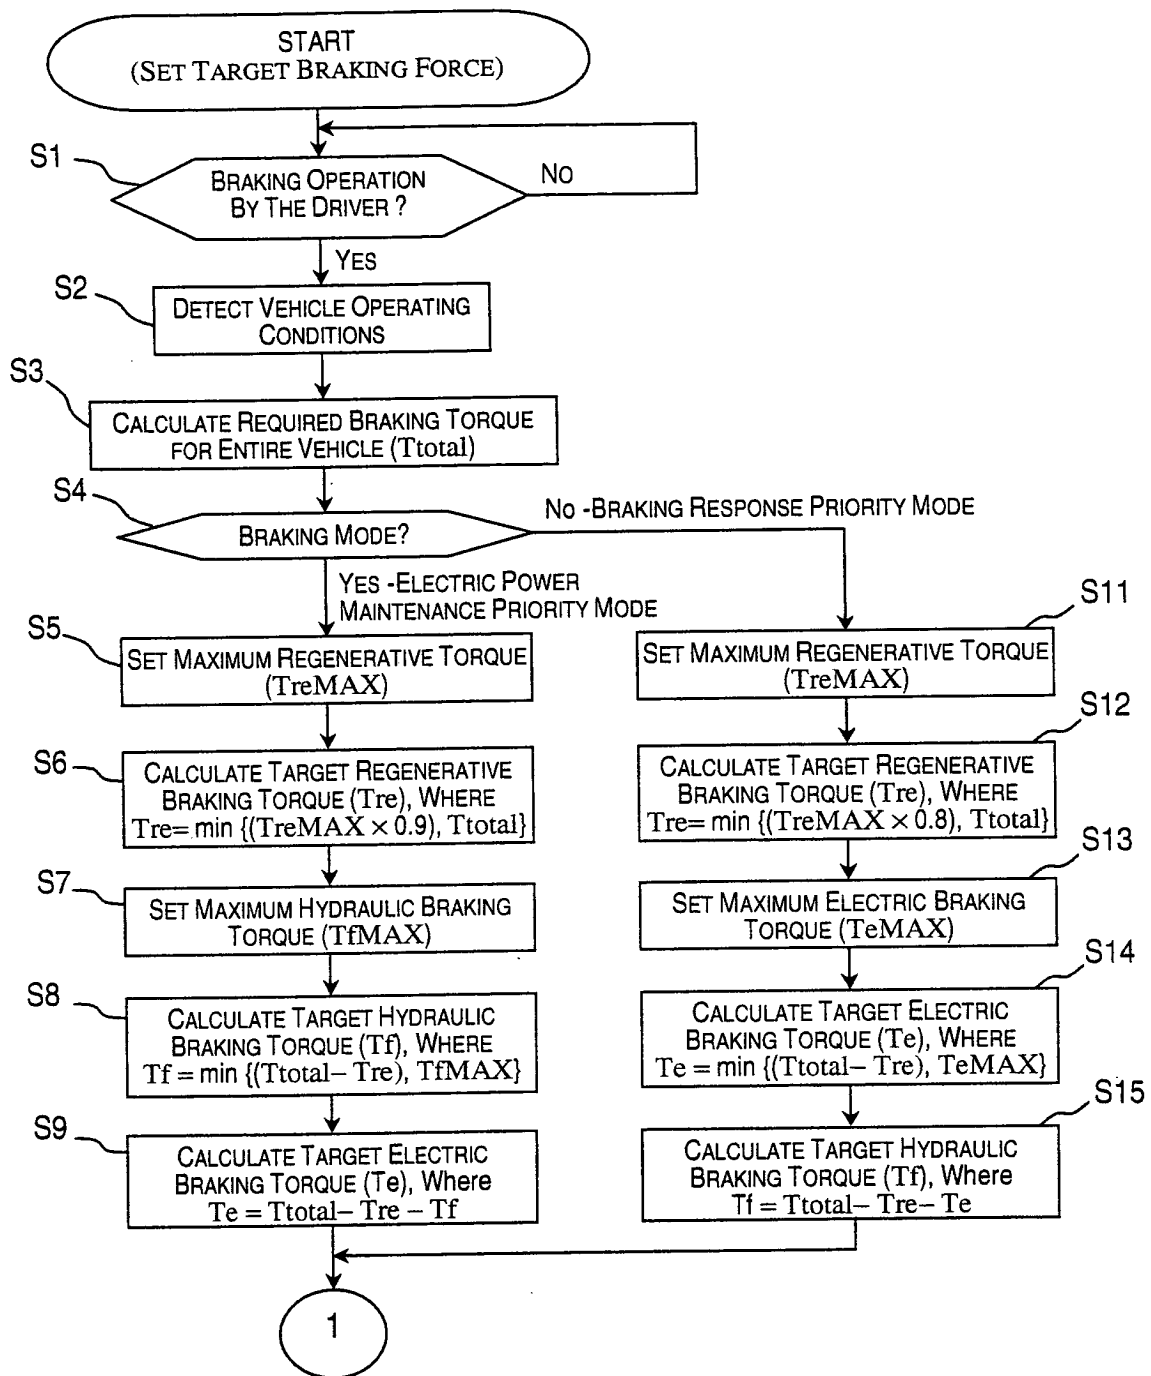 START
(SET TARGET BRAKING FORCE)
S1
BRAKING OPERATION
BY THE DRIVER ?
NO
YES
S2
DETECT VEHICLE OPERATING
CONDITIONS
S3
CALCULATE REQUIRED BRAKING TORQUE
FOR ENTIRE VEHICLE (Ttotal)
S4
BRAKING MODE?
NO -BRAKING RESPONSE PRIORITY MODE
YES -ELECTRIC POWER
MAINTENANCE PRIORITY MODE
S5
SET MAXIMUM REGENERATIVE TORQUE
(TreMAX)
S6
CALCULATE TARGET REGENERATIVE
BRAKING TORQUE (Tre), WHERE
Tre= min {(TreMAX × 0.9), Ttotal}
S7
SET MAXIMUM HYDRAULIC BRAKING
TORQUE (TfMAX)
S8
CALCULATE TARGET HYDRAULIC
BRAKING TORQUE (Tf), WHERE
Tf = min {(Ttotal– Tre), TfMAX}
S9
CALCULATE TARGET ELECTRIC
BRAKING TORQUE (Te), Where
Te = Ttotal– Tre – Tf
S11
SET MAXIMUM REGENERATIVE TORQUE
(TreMAX)
S12
CALCULATE TARGET REGENERATIVE
BRAKING TORQUE (Tre), WHERE
Tre= min {(TreMAX × 0.8), Ttotal}
S13
SET MAXIMUM ELECTRIC BRAKING
TORQUE (TeMAX)
S14
CALCULATE TARGET ELECTRIC
BRAKING TORQUE (Te), WHERE
Te = min {(Ttotal– Tre), TeMAX}
S15
CALCULATE TARGET HYDRAULIC
BRAKING TORQUE (Tf), Where
Tf = Ttotal– Tre– Te
1